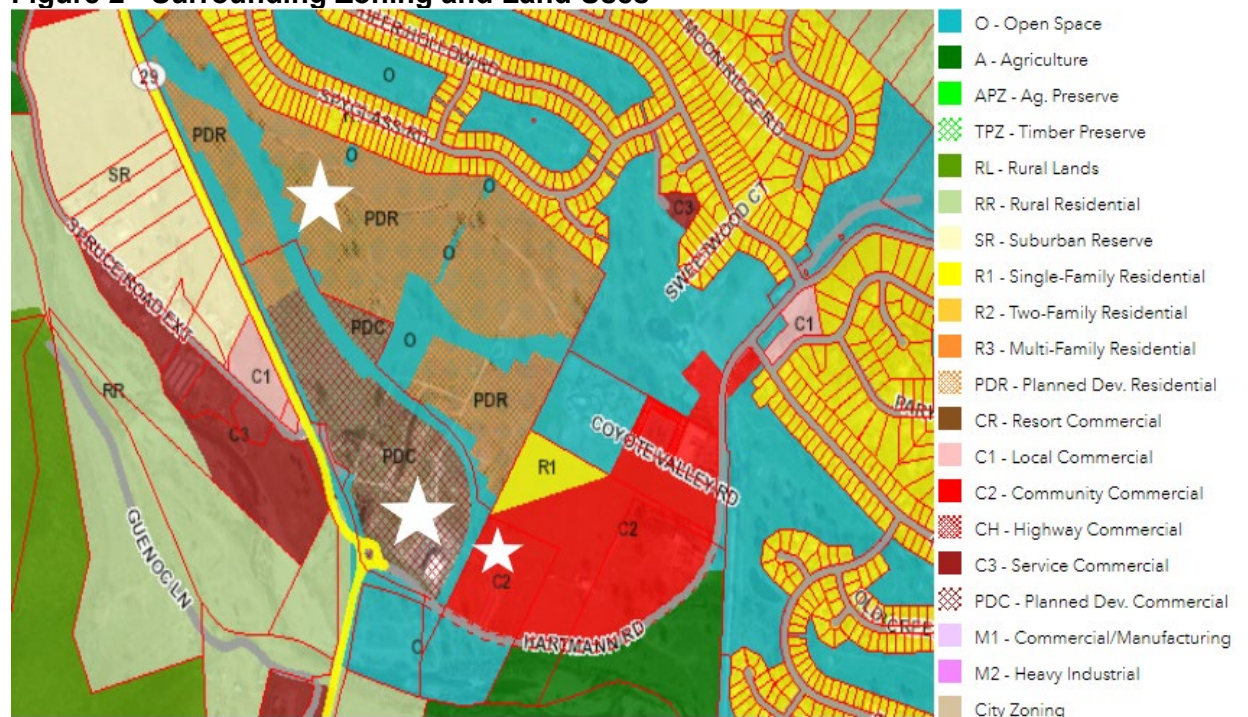 Figure 2 - Surrounding Zoning and Land Uses
DEER HOLLOW RD
MOON RIDGE RD
29
O
SPYGLASS RD
PDR
O
SR
O
PDR
C3
SWEETWOOD CT
O
SPRUCE ROAD EXT
PDC
O
C1
RR
C1
PDR
C3
COYOTE VALLEY RD
PDC
R1
GUENOC LN
C2
C2
HARTMANN RD
O
O - Open Space
A - Agriculture
APZ - Ag. Preserve
TPZ - Timber Preserve
RL - Rural Lands
RR - Rural Residential
SR - Suburban Reserve
R1 - Single-Family Residential
R2 - Two-Family Residential
R3 - Multi-Family Residential
PDR - Planned Dev. Residential
CR - Resort Commercial
C1 - Local Commercial
C2 - Community Commercial
CH - Highway Commercial
C3 - Service Commercial
PDC - Planned Dev. Commercial
M1 - Commercial/Manufacturing
M2 - Heavy Industrial
City Zoning